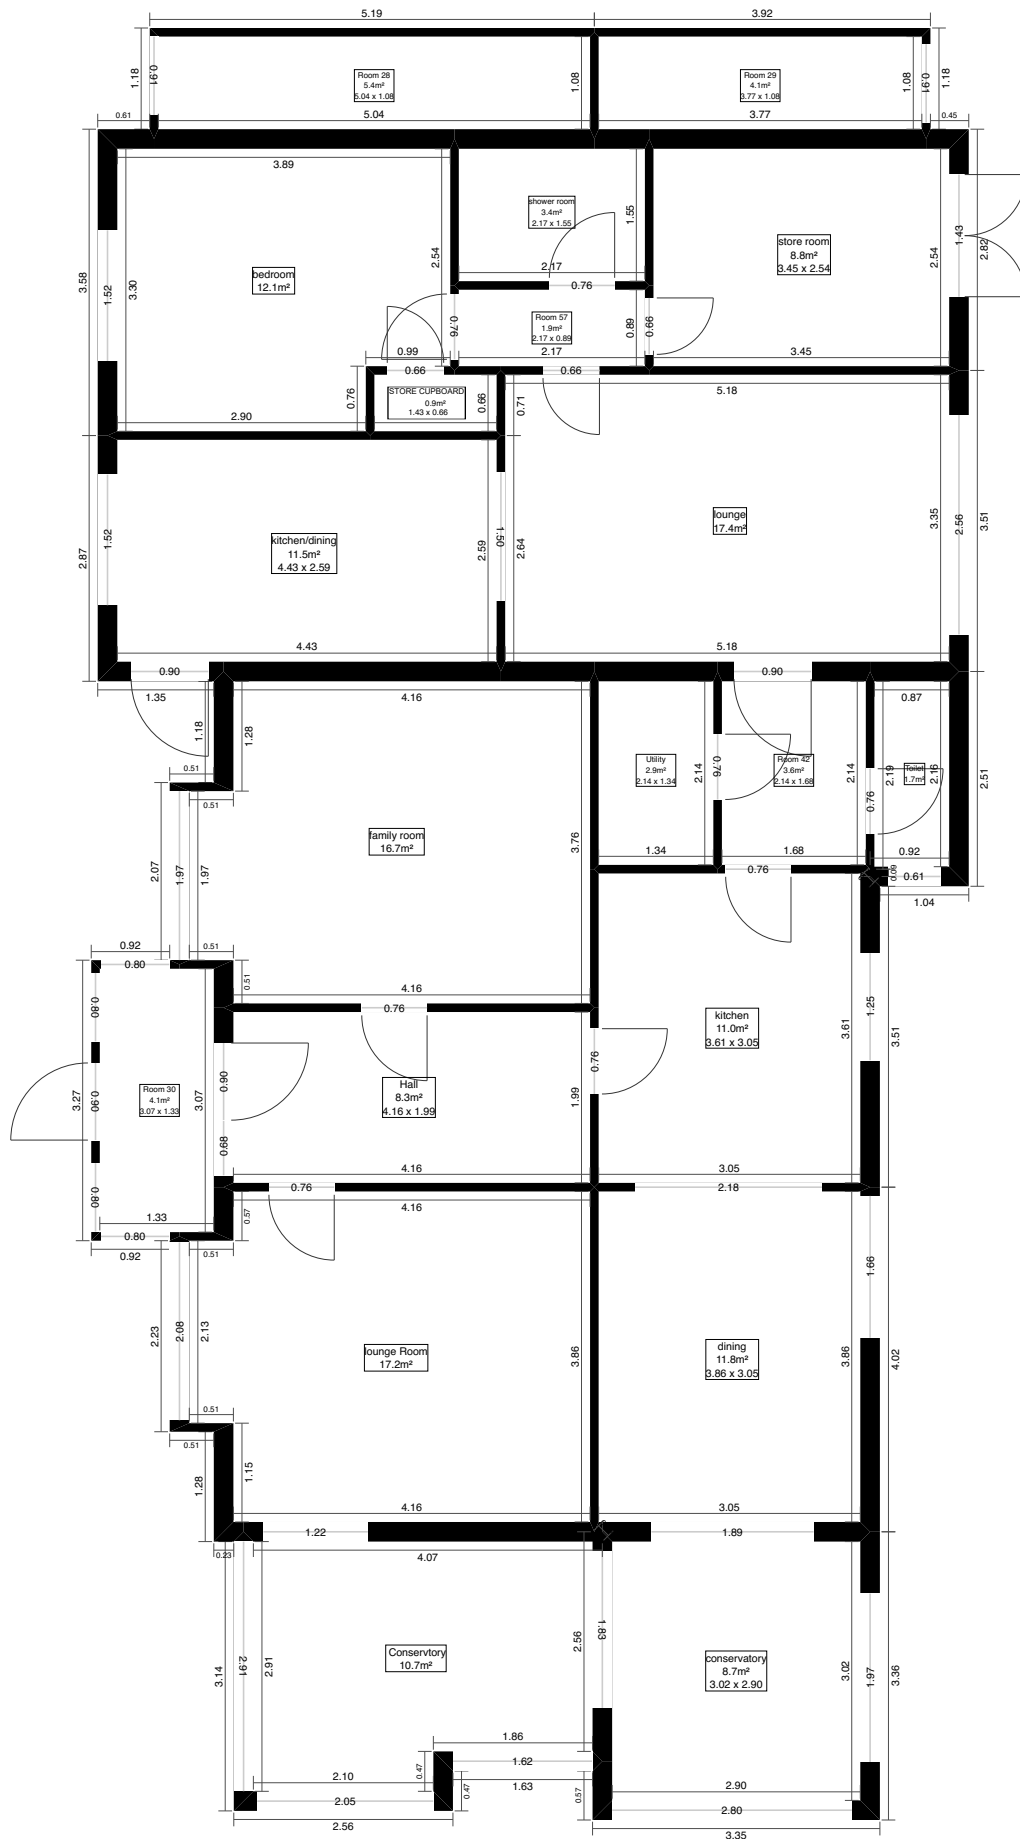 5.19
3.92
1.18
0.91
Room 28
5.4m²
5.04 x 1.08
1.08
Room 29
4.1m²
3.77 x 1.08
1.08
0.91
1.18
0.61
5.04
3.77
0.45
3.89
shower room
3.4m²
2.17 x 1.55
1.55
store room
8.8m²
3.45 x 2.54
2.54
1.43
2.82
3.58
1.52
3.30
bedroom
12.1m²
2.54
2.17
0.76
0.76
Room 57
1.9m²
2.17 x 0.89
0.89
0.66
0.99
2.17
3.45
0.66
0.66
5.18
0.76
STORE CUPBOARD
0.9m²
1.43 x 0.66
0.66
0.71
2.90
2.87
1.52
kitchen/dining
11.5m²
4.43 x 2.59
2.59
1.50
2.64
lounge
17.4m²
3.35
2.56
3.51
4.43
5.18
0.90
0.90
1.35
4.16
0.87
1.18
1.28
0.51
0.51
Utility
2.9m²
2.14 x 1.34
2.14
0.76
Room 42
3.6m²
2.14 x 1.68
2.14
0.76
2.19
Toilet
1.7m²
2.16
2.51
2.07
1.97
1.97
family room
16.7m²
3.76
1.34
1.68
0.92
0.76
0.61
1.04
0.92
0.51
0.80
0.51
4.16
0.76
3.27
0.80
0.90
0.80
Room 30
4.1m²
3.07 x 1.33
3.07
0.90
0.68
Hall
8.3m²
4.16 x 1.99
1.99
0.76
kitchen
11.0m²
3.61 x 3.05
3.61
1.25
3.51
4.16
3.05
0.76
2.18
4.16
1.33
0.57
0.80
0.92
0.51
2.23
2.08
2.13
lounge Room
17.2m²
3.86
dining
11.8m²
3.86 x 3.05
3.86
1.66
4.02
0.51
0.51
1.28
1.15
4.16
3.05
1.22
1.89
0.23
4.07
3.14
2.91
2.91
Conservtory
10.7m²
2.56
1.83
conservatory
8.7m²
3.02 x 2.90
3.02
1.97
3.36
1.86
1.62
1.63
0.47
0.47
0.57
2.10
2.05
2.56
2.90
2.80
3.35